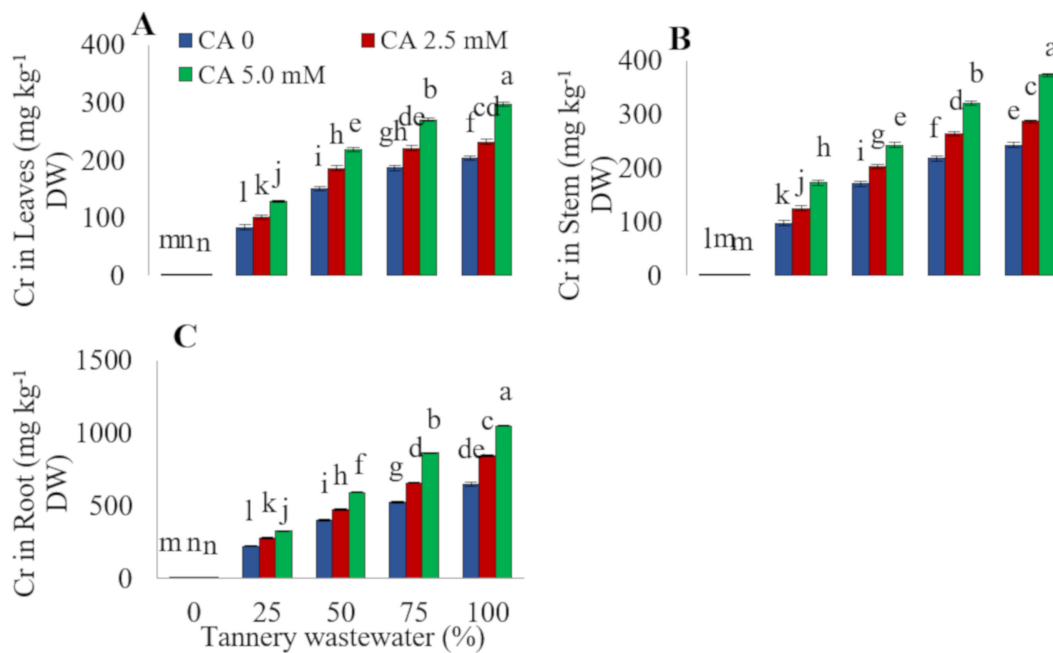 A
CA 0
CA 2.5 mM
CA 5.0 mM
Cr in Leaves (mg kg-1
DW)
400
300
200
100
0
mnn
l k j
i h e
gh de b
f cd a
B
Cr in Stem (mg kg-1
DW)
400
300
200
100
0
lmm
k j h
i g e
f d b
e c a
C
Cr in Root (mg kg-1
DW)
1500
1000
500
0
m n n
l k j
i h f
g d b
de c a
0 25 50 75 100
Tannery wastewater (%)